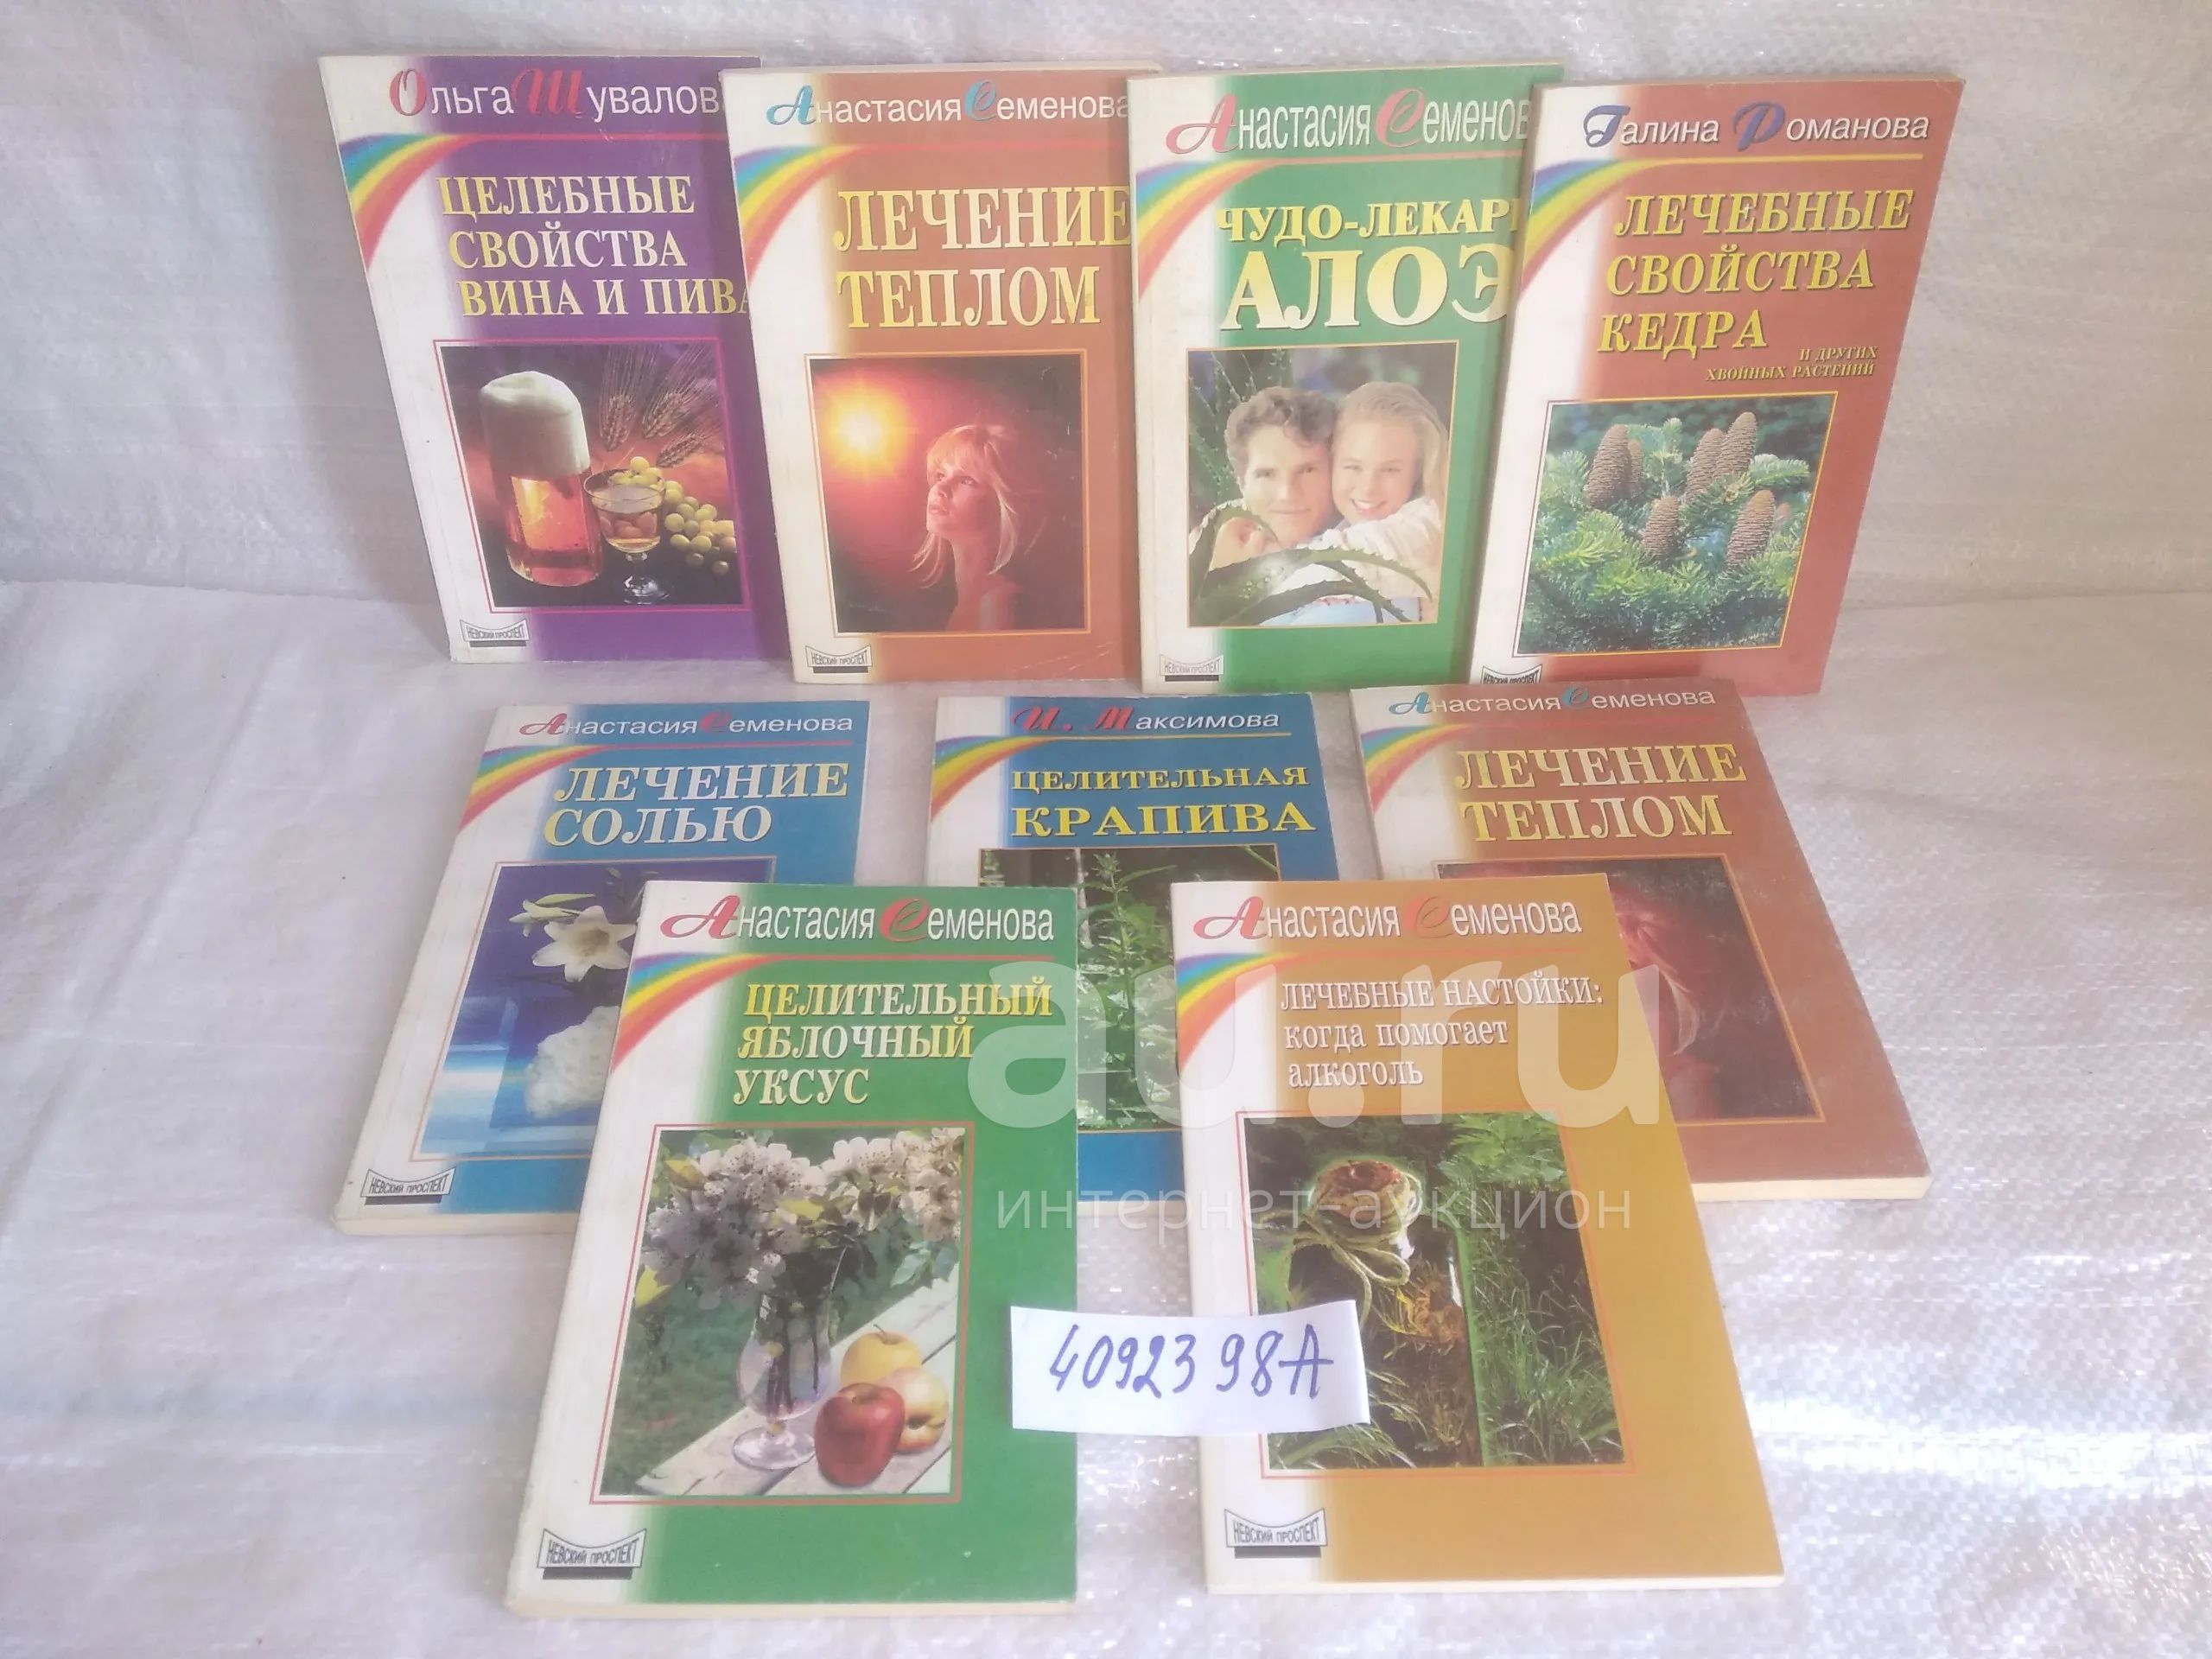 Ольга Шувалов
ЦЕЛЕБНЫЕ
СВОЙСТВА
ВИНА И ПИВА
НЕВСКИЙ ПРОСПЕКТ
Анастасия Семенова
ЛЕЧЕНИЕ
ТЕПЛОМ
НЕВСКИЙ ПРОСПЕКТ
Анастасия Семенов
ЧУДО-ЛЕКАРЬ
АЛОЭ
НЕВСКИЙ ПРОСПЕКТ
Галина Романова
ЛЕЧЕБНЫЕ
СВОЙСТВА
КЕДРА
И ДРУГИХ
ХВОЙНЫХ РАСТЕНИЙ
НЕВСКИЙ ПРОСПЕКТ
Анастасия Семенова
ЛЕЧЕНИЕ
СОЛЬЮ
НЕВСКИЙ ПРОСПЕКТ
И. Максимова
ЦЕЛИТЕЛЬНАЯ
КРАПИВА
Анастасия Семенова
ЛЕЧЕНИЕ
ТЕПЛОМ
Анастасия Семенова
ЦЕЛИТЕЛЬНЫЙ
ЯБЛОЧНЫЙ
УКСУС
НЕВСКИЙ ПРОСПЕКТ
Анастасия Семенова
ЛЕЧЕБНЫЕ НАСТОЙКИ:
когда помогает
алкоголь
НЕВСКИЙ ПРОСПЕКТ
au.ru
интернет-аукцион
40923 98А